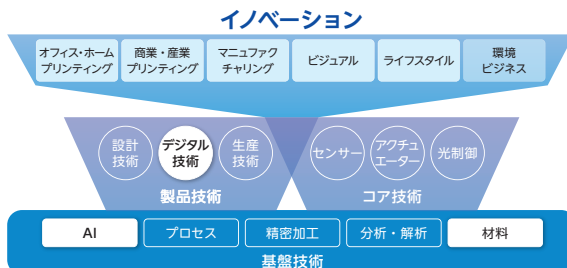 イノベーション
オフィス・ホーム
プリンティング
商業・産業
プリンティング
マニュファク
チャリング
ビジュアル
ライフスタイル
環境
ビジネス
設計
技術
デジタル
技術
生産
技術
センサー
アクチュ
エーター
光制御
製品技術
コア技術
AI
プロセス
精密加工
分析・解析
材料
基盤技術